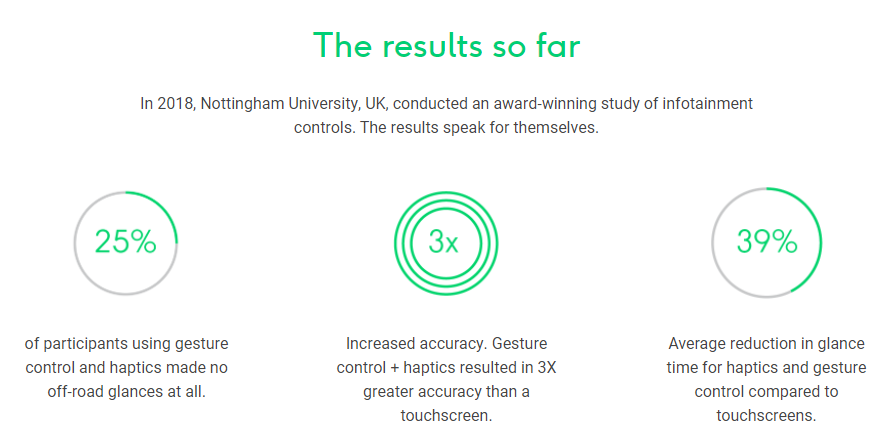 The results so far
In 2018, Nottingham University, UK, conducted an award-winning study of infotainment
controls. The results speak for themselves.
25%
of participants using gesture
control and haptics made no
off-road glances at all.
3x
Increased accuracy. Gesture
control + haptics resulted in 3X
greater accuracy than a
touchscreen.
39%
Average reduction in glance
time for haptics and gesture
control compared to
touchscreens.